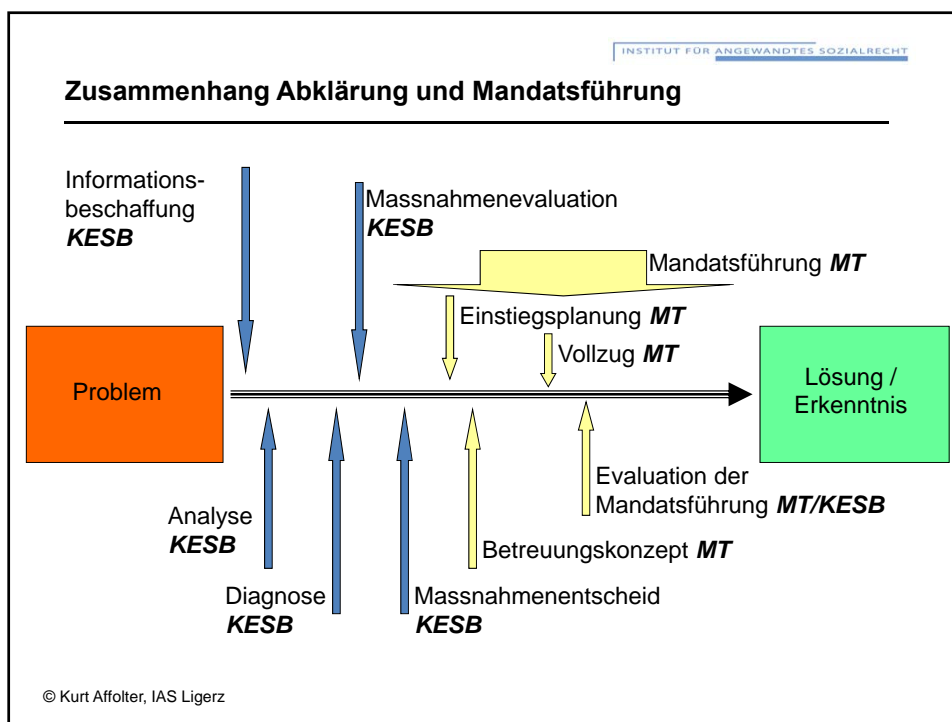 INSTITUT FÜR ANGEWANDTES SOZIALRECHT
Zusammenhang Abklärung und Mandatsführung
Informations-
beschaffung
KESB
Massnahmenevaluation
KESB
Mandatsführung MT
Einstiegsplanung MT
Vollzug MT
Problem
Lösung /
Erkenntnis
Evaluation der
Mandatsführung MT/KESB
Analyse
KESB
Betreuungskonzept MT
Diagnose
KESB
Massnahmenentscheid
KESB
© Kurt Affolter, IAS Ligerz